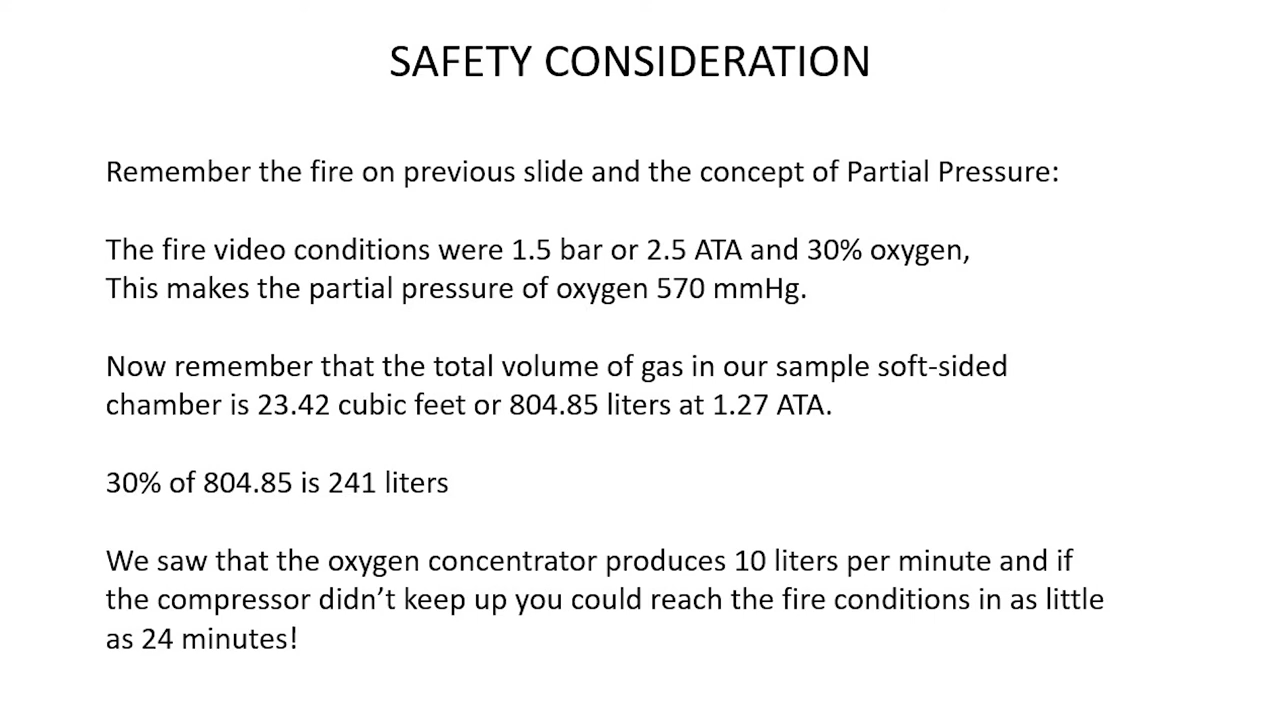 SAFETY CONSIDERATION
Remember the fire on previous slide and the concept of Partial Pressure:
The fire video conditions were 1.5 bar or 2.5 ATA and 30% oxygen,
This makes the partial pressure of oxygen 570 mmHg.
Now remember that the total volume of gas in our sample soft-sided
chamber is 23.42 cubic feet or 804.85 liters at 1.27 ATA.
30% of 804.85 is 241 liters
We saw that the oxygen concentrator produces 10 liters per minute and if
the compressor didn’t keep up you could reach the fire conditions in as little
as 24 minutes!